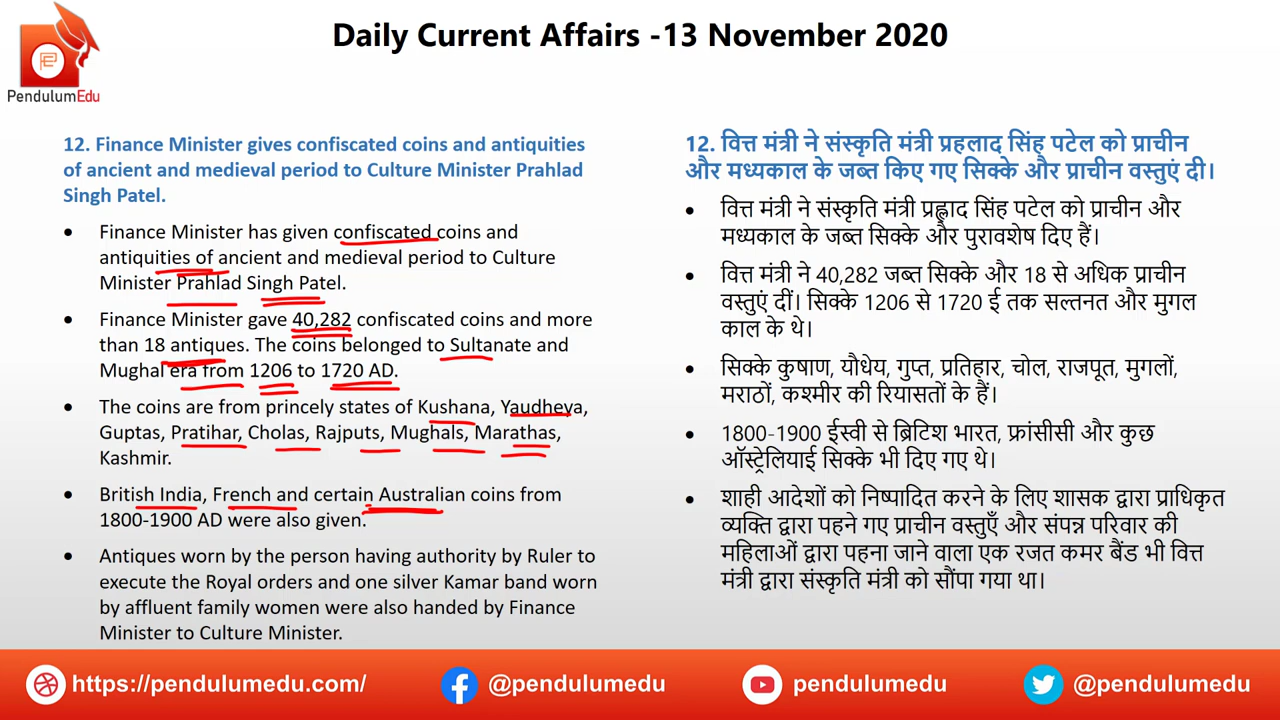 Daily Current Affairs -13 November 2020
PendulumEdu
12. Finance Minister gives confiscated coins and antiquities
of ancient and medieval period to Culture Minister Prahlad
Singh Patel.
• Finance Minister has given confiscated coins and
antiquities of ancient and medieval period to Culture
Minister Prahlad Singh Patel.
• Finance Minister gave 40,282 confiscated coins and more
than 18 antiques. The coins belonged to Sultanate and
Mughal era from 1206 to 1720 AD.
• The coins are from princely states of Kushana, Yaudheva,
Guptas, Pratihar, Cholas, Rajputs, Mughals, Marathas,
Kashmir.
• British India, French and certain Australian coins from
1800-1900 AD were also given.
• Antiques worn by the person having authority by Ruler to
execute the Royal orders and one silver Kamar band worn
by affluent family women were also handed by Finance
Minister to Culture Minister.
12. वित्त मंत्री ने संस्कृति मंत्री प्रहलाद सिंह पटेल को प्राचीन
और मध्यकाल के जब्त किए गए सिक्के और प्राचीन वस्तुएं दी।
• वित्त मंत्री ने संस्कृति मंत्री प्रह्लाद सिंह पटेल को प्राचीन और
मध्यकाल के जब्त सिक्के और पुरावशेष दिए हैं।
• वित्त मंत्री ने 40,282 जब्त सिक्के और 18 से अधिक प्राचीन
वस्तुएं दीं। सिक्के 1206 से 1720 ई तक सल्तनत और मुगल
काल के थे।
• सिक्के कुषाण, यौधेय, गुप्त, प्रतिहार, चोल, राजपूत, मुगलों,
मराठों, कश्मीर की रियासतों के हैं।
• 1800-1900 ईस्वी से ब्रिटिश भारत, फ्रांसीसी और कुछ
ऑस्ट्रेलियाई सिक्के भी दिए गए थे।
• शाही आदेशों को निष्पादित करने के लिए शासक द्वारा प्राधिकृत
व्यक्ति द्वारा पहने गए प्राचीन वस्तुएँ और संपन्न परिवार की
महिलाओं द्वारा पहना जाने वाला एक रजत कमर बैंड भी वित्त
मंत्री द्वारा संस्कृति मंत्री को सौंपा गया था।
https://pendulumedu.com/
@pendulumedu
pendulumedu
@pendulumedu